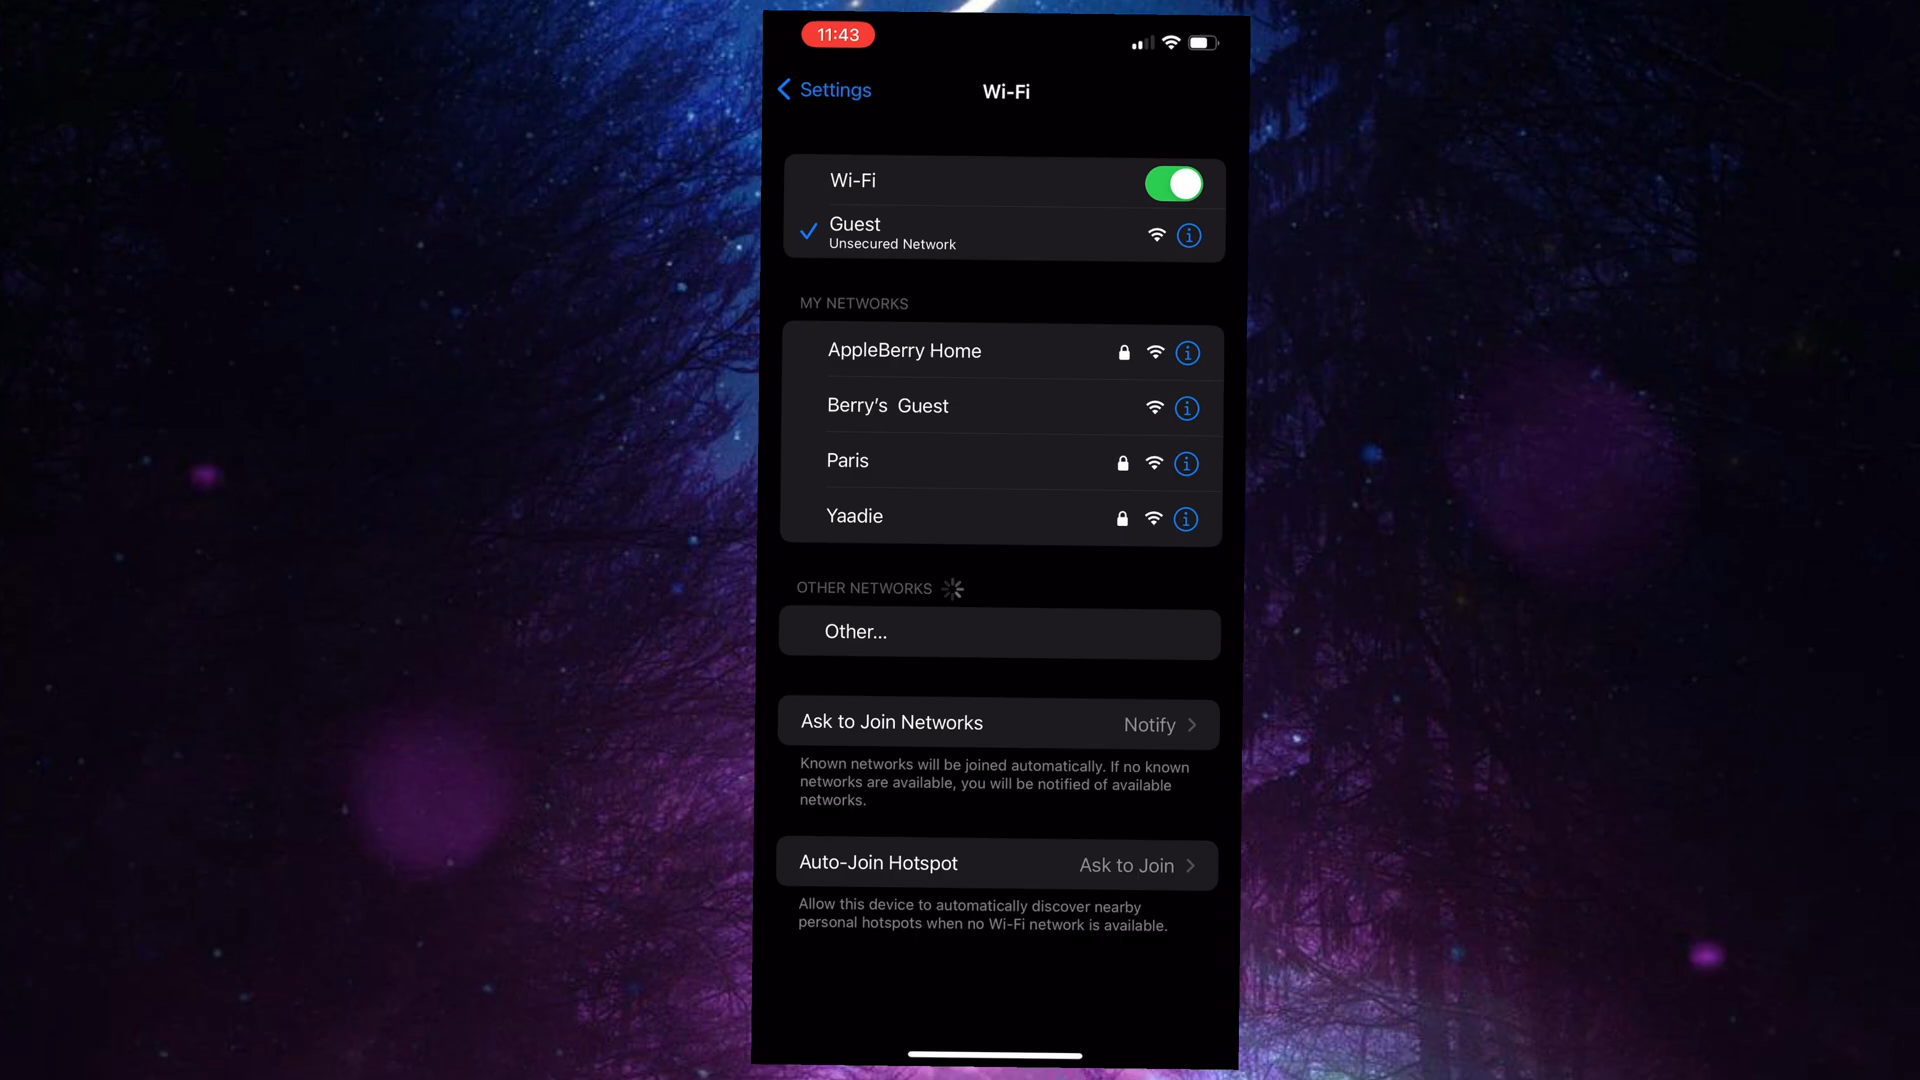 11:43
Settings
Wi-Fi
Wi-Fi
Guest
Unsecured Network
MY NETWORKS
AppleBerry Home
Berry's  Guest
Paris
Yaadie
OTHER NETWORKS
Other...
Ask to Join Networks
Notify
Known networks will be joined automatically. If no known
networks are available, you will be notified of available
networks.
Auto-Join Hotspot
Ask to Join
Allow this device to automatically discover nearby
personal hotspots when no Wi-Fi network is available.